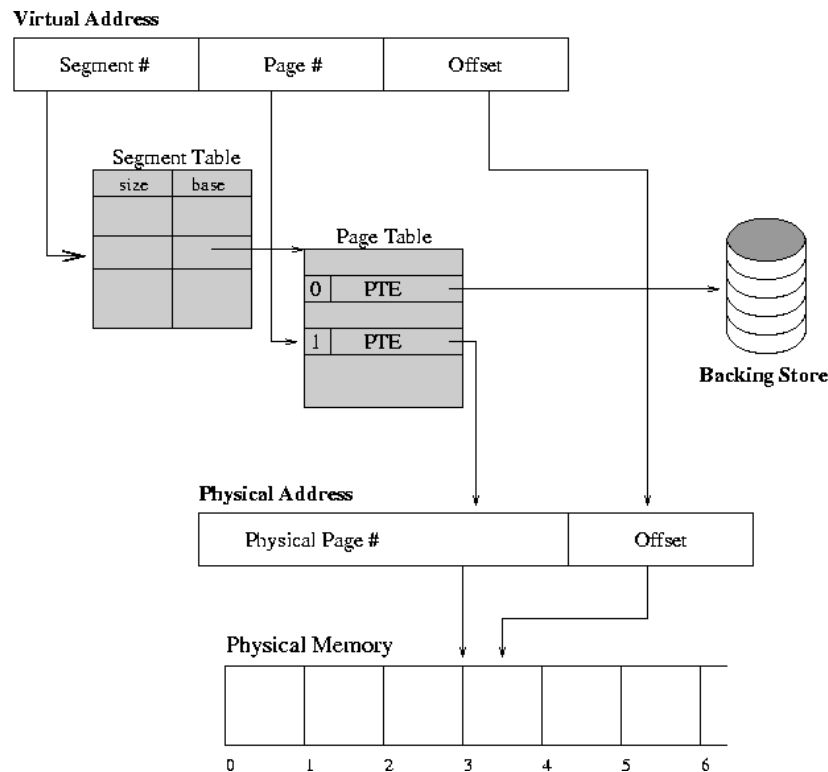 Virtual Address
Segment # Page # Offset
Segment Table
size base
Page Table
0 PTE
1 PTE
Backing Store
Physical Address
Physical Page # Offset
Physical Memory
0 1 2 3 4 5 6